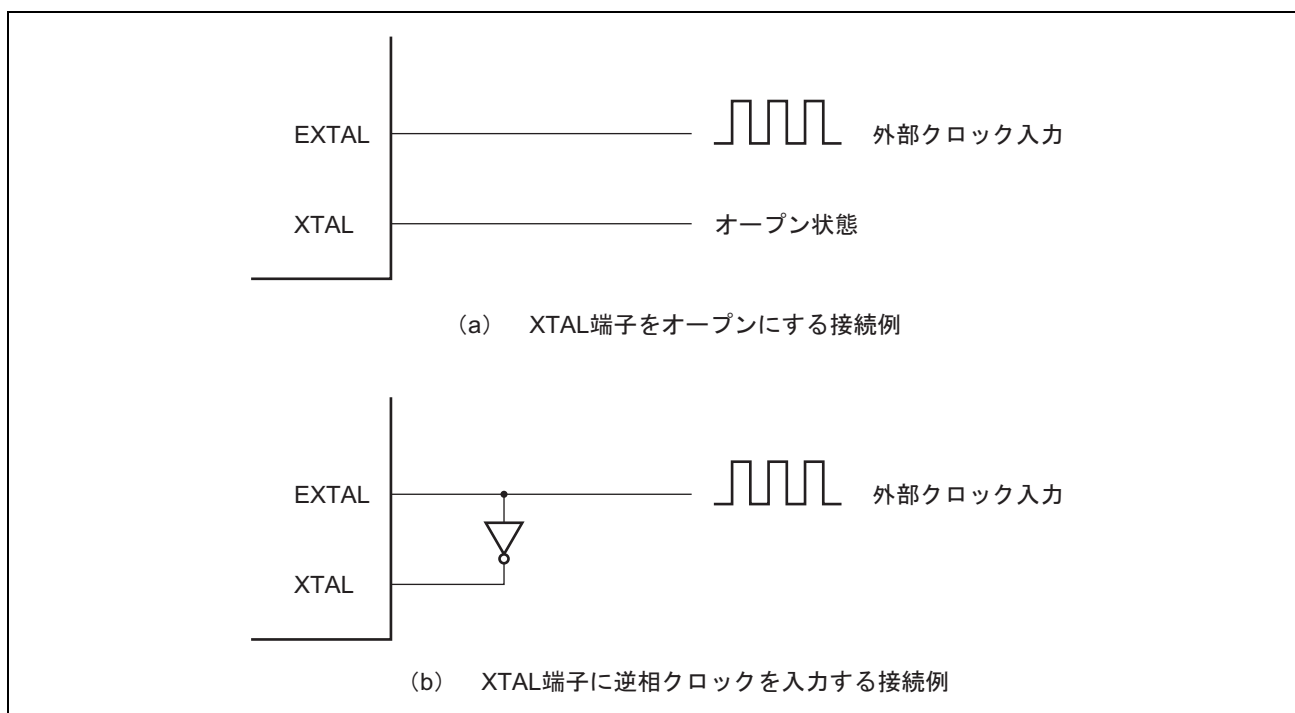 EXTAL
外部クロック入力
XTAL
オープン状態
（a） XTAL端子をオープンにする接続例
EXTAL
外部クロック入力
XTAL
（b） XTAL端子に逆相クロックを入力する接続例